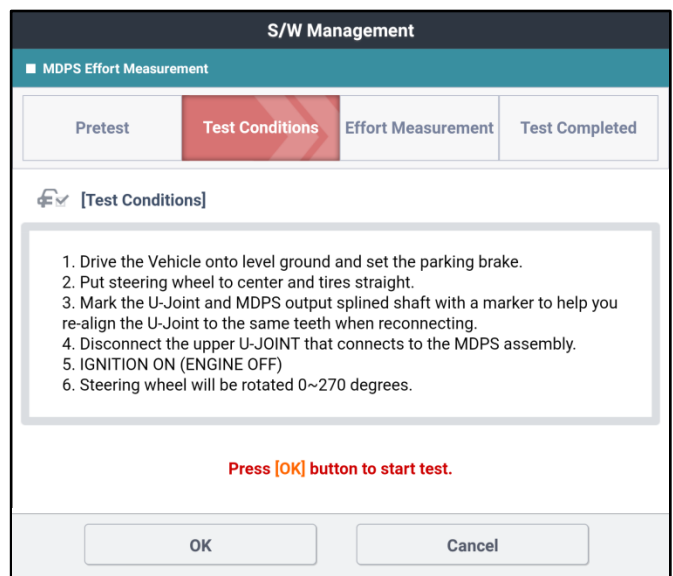 S/W Management
MDPS Effort Measurement
Pretest
Test Conditions
Effort Measurement
Test Completed
[Test Conditions]
1. Drive the Vehicle onto level ground and set the parking brake.
2. Put steering wheel to center and tires straight.
3. Mark the U-Joint and MDPS output splined shaft with a marker to help you
re-align the U-Joint to the same teeth when reconnecting.
4. Disconnect the upper U-JOINT that connects to the MDPS assembly.
5. IGNITION ON (ENGINE OFF)
6. Steering wheel will be rotated 0~270 degrees.
Press [OK] button to start test.
OK
Cancel